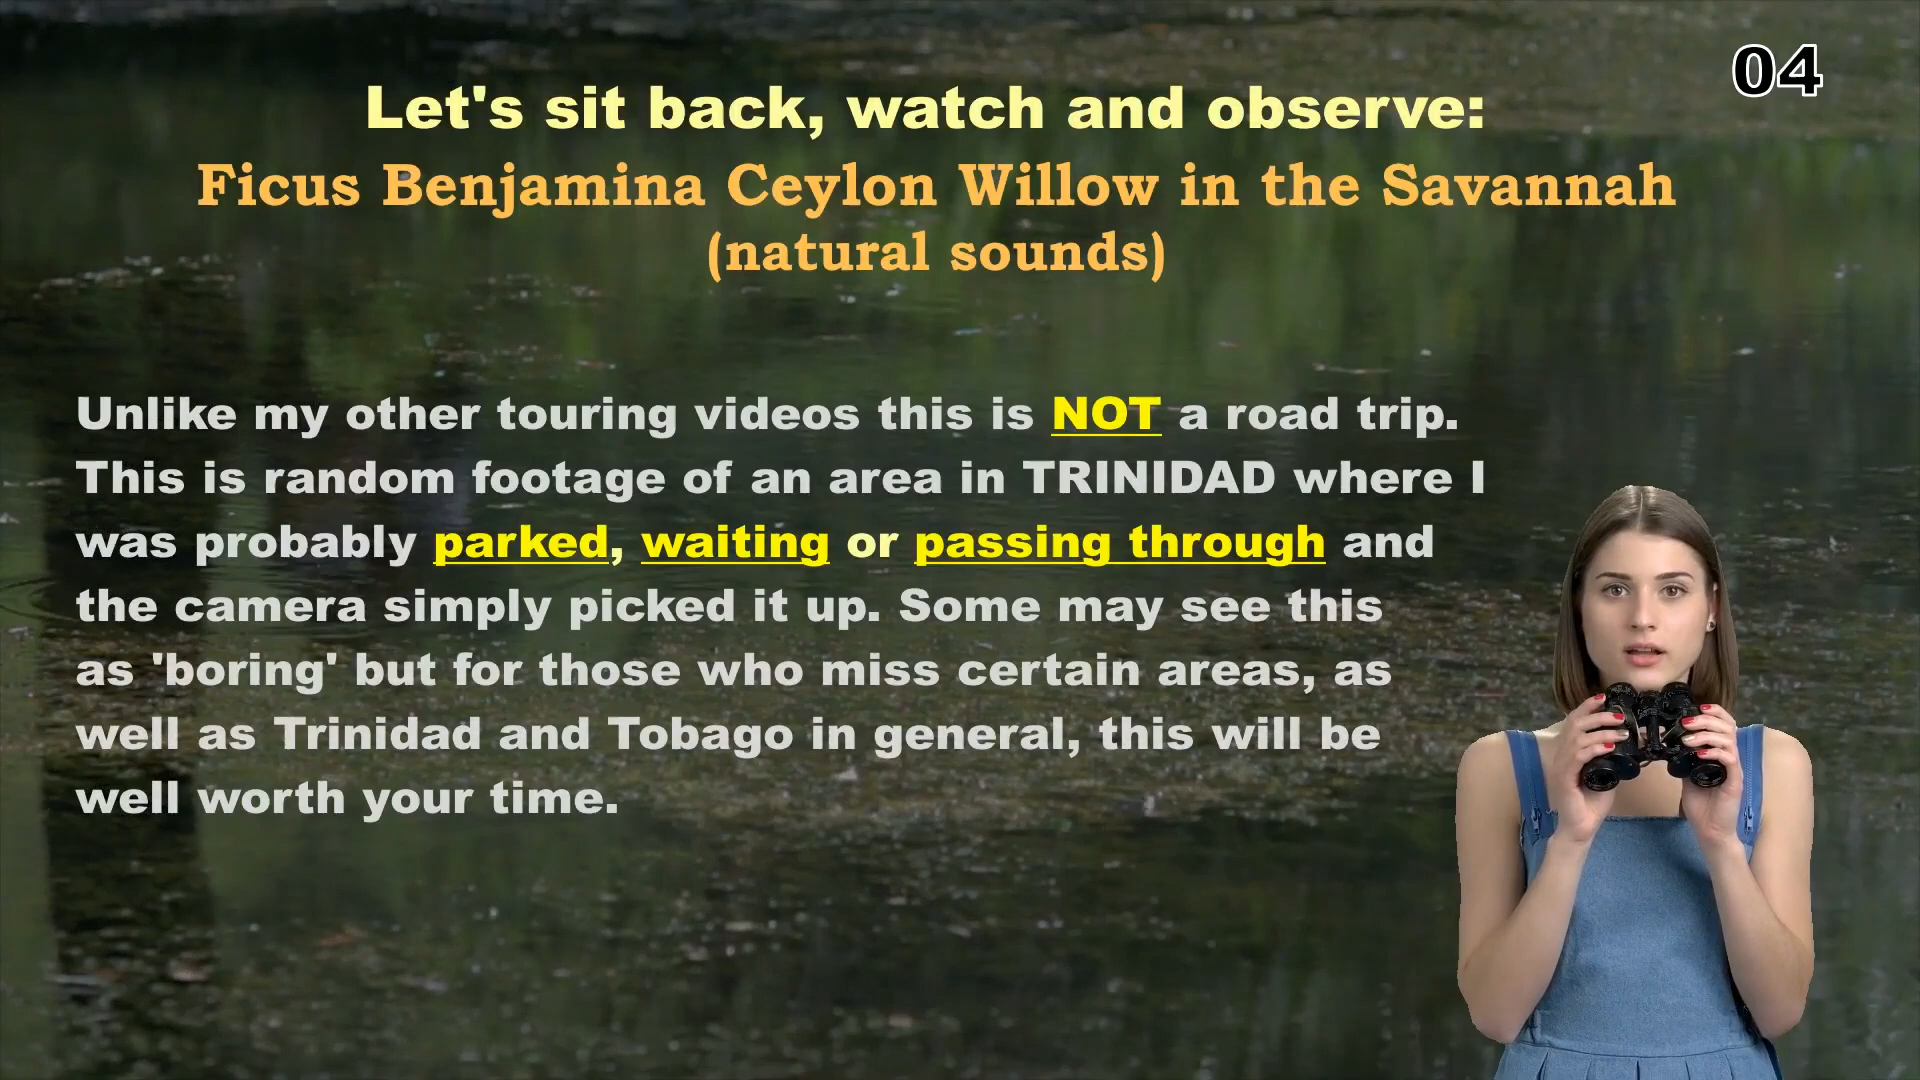 04
Let's sit back, watch and observe:
Ficus Benjamina Ceylon Willow in the Savannah
(natural sounds)
Unlike my other touring videos this is NOT a road trip.
This is random footage of an area in TRINIDAD where I
was probably parked, waiting or passing through and
the camera simply picked it up. Some may see this
as 'boring' but for those who miss certain areas, as
well as Trinidad and Tobago in general, this will be
well worth your time.